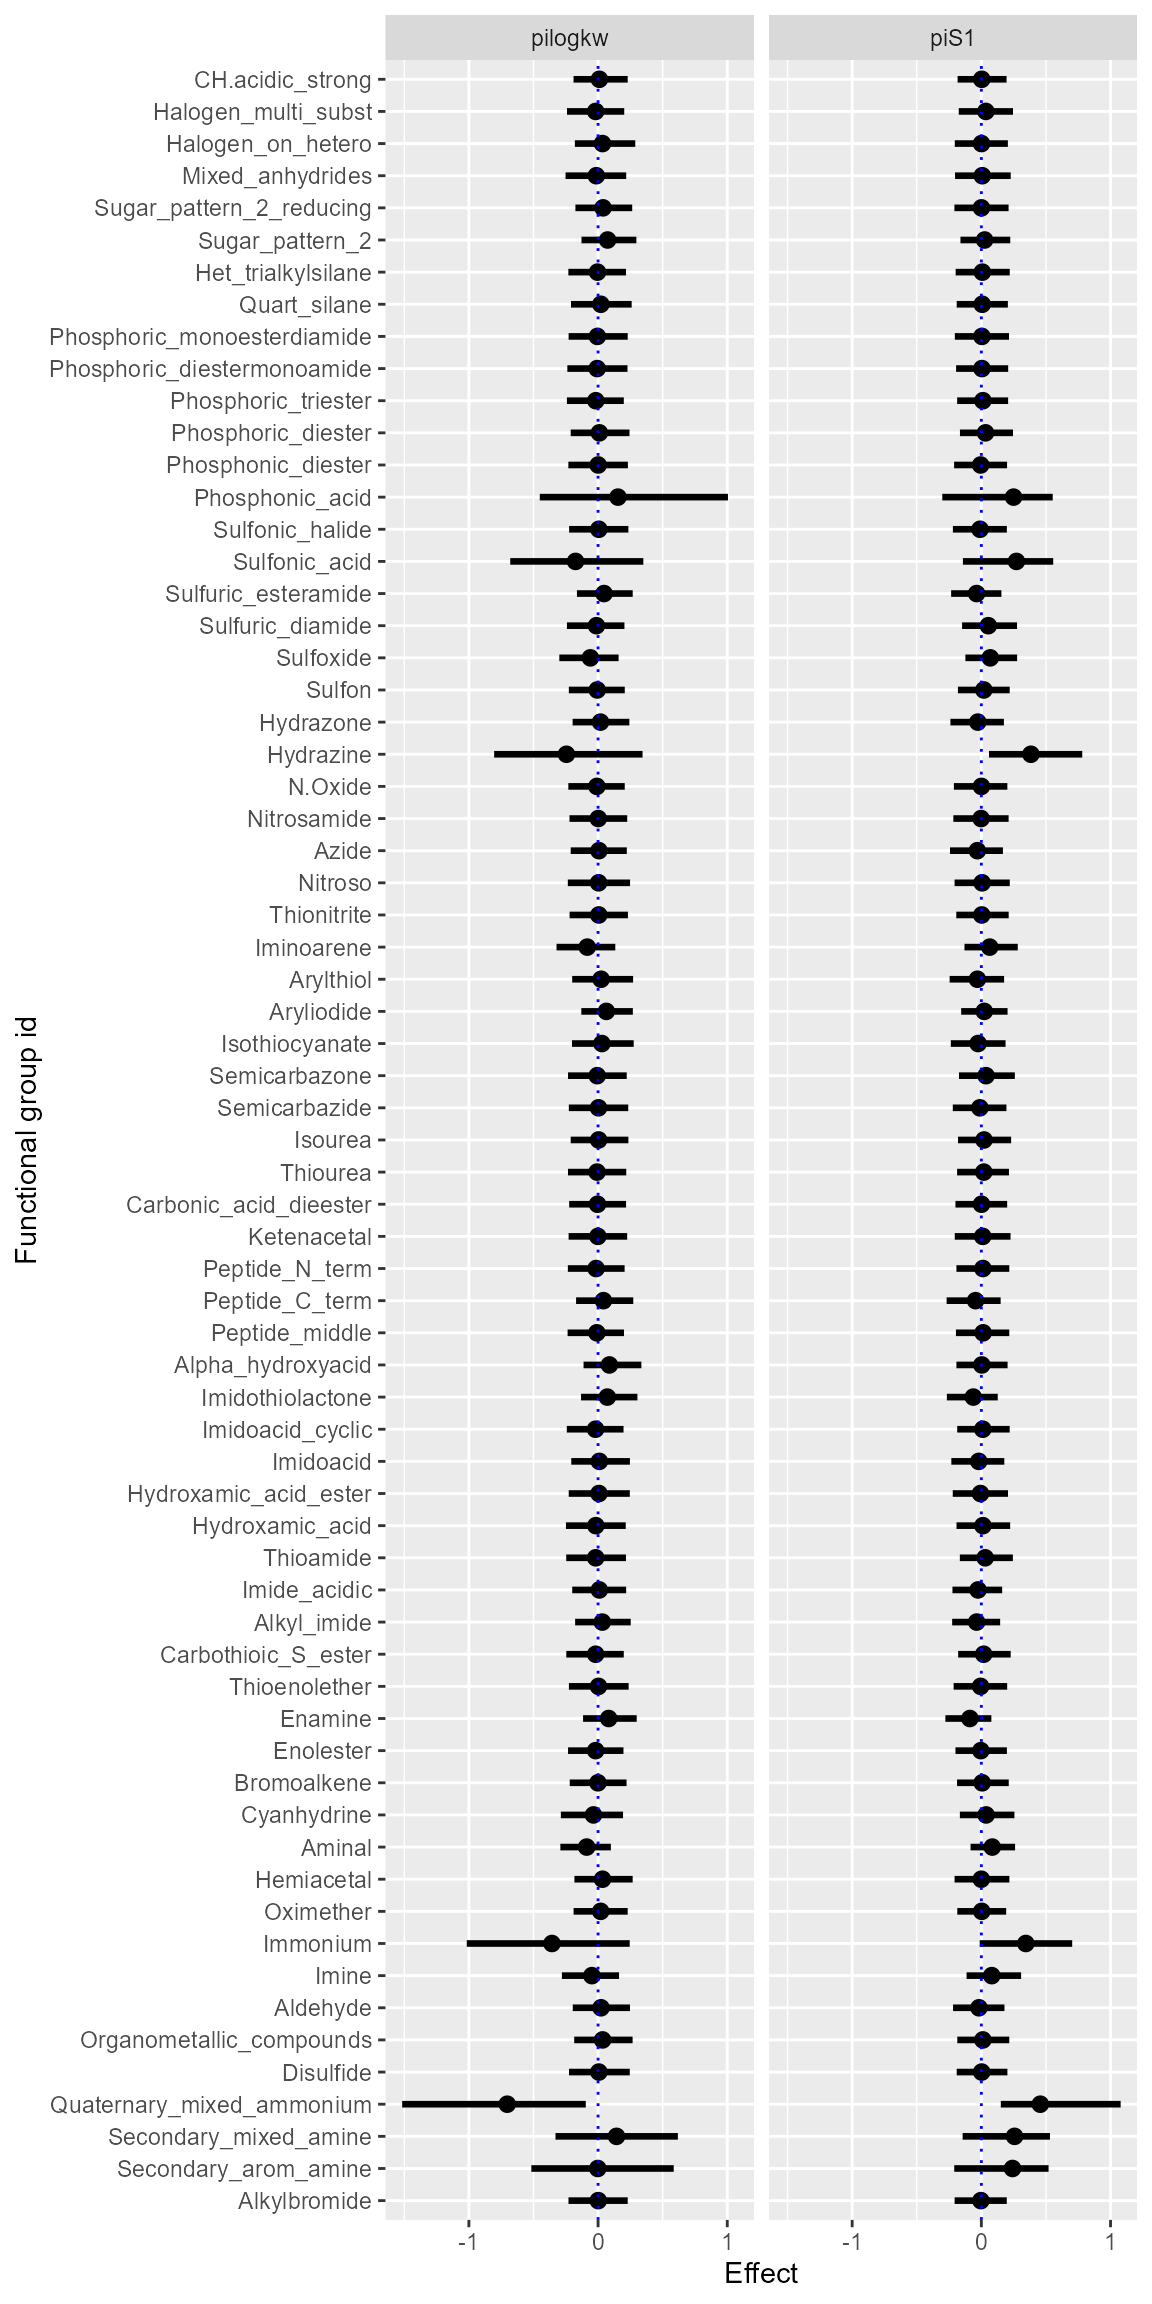 pilogkw
piS1
CH.acidic_strong
Halogen_multi_subst
Halogen_on_hetero
Mixed_anhydrides
Sugar_pattern_2_reducing
Sugar_pattern_2
Het_trialkylsilane
Quart_silane
Phosphoric_monoesterdiamide
Phosphoric_diestermonoamide
Phosphoric_triester
Phosphoric_diester
Phosphonic_diester
Phosphonic_acid
Sulfonic_halide
Sulfonic_acid
Sulfuric_esteramide
Sulfuric_diamide
Sulfoxide
Sulfon
Hydrazone
Hydrazine
N.Oxide
Nitrosamide
Azide
Nitroso
Thionitrite
Iminoarene
Arylthiol
Aryliodide
Isothiocyanate
Semicarbazone
Semicarbazide
Isourea
Thiourea
Carbonic_acid_dieester
Ketenacetal
Peptide_N_term
Peptide_C_term
Peptide_middle
Alpha_hydroxyacid
Imidothiolactone
Imidoacid_cyclic
Imidoacid
Hydroxamic_acid_ester
Hydroxamic_acid
Thioamide
Imide_acidic
Alkyl_imide
Carbothioic_S_ester
Thioenolether
Enamine
Enolester
Bromoalkene
Cyanhydrine
Aminal
Hemiacetal
Oximether
Immonium
Imine
Aldehyde
Organometallic_compounds
Disulfide
Quaternary_mixed_ammonium
Secondary_mixed_amine
Secondary_arom_amine
Alkylbromide
Functional group id
-1 0 1 -1 0 1
Effect